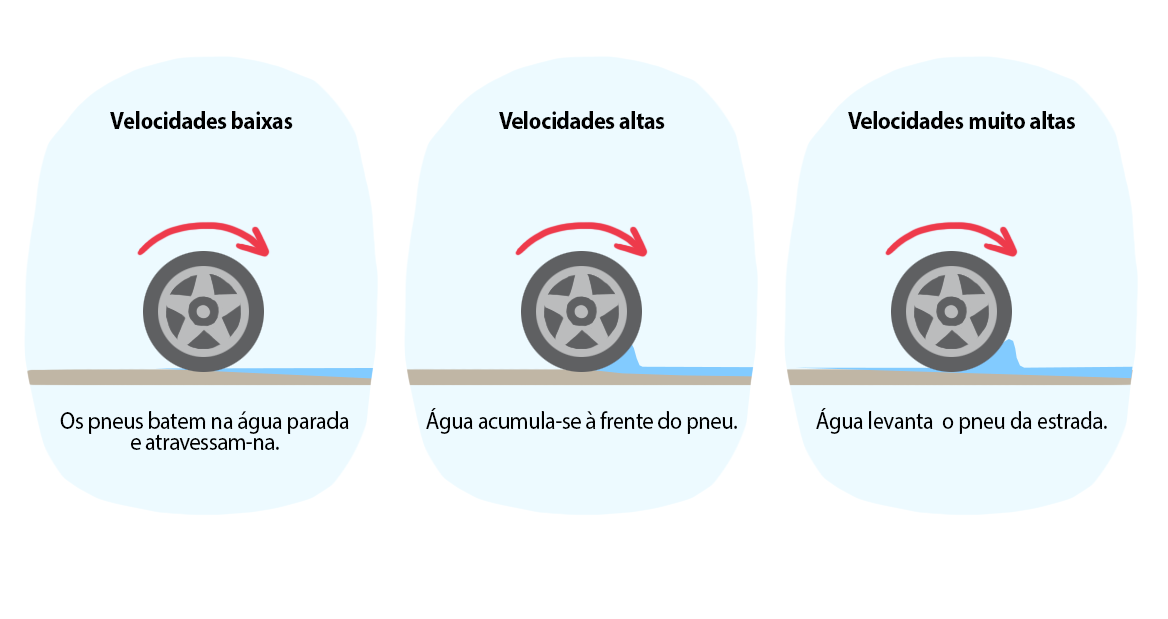 Velocidades baixas
Os pneus batem na água parada
e atravessam-na.
Velocidades altas
Água acumula-se à frente do pneu.
Velocidades muito altas
Água levanta  o pneu da estrada.